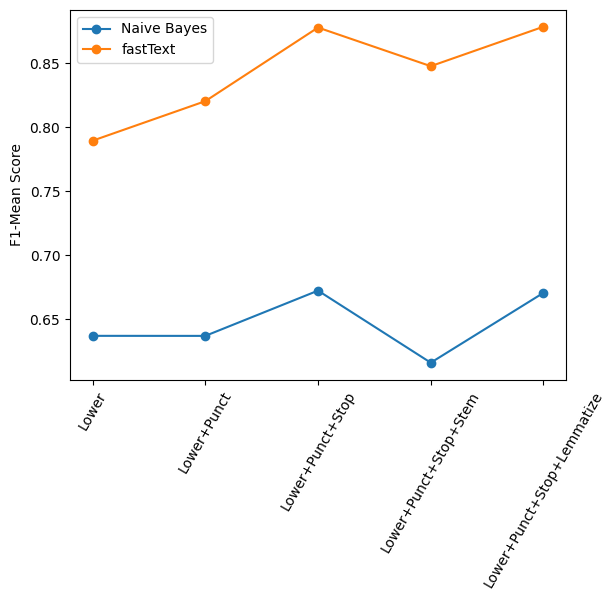 Naive Bayes
fastText
F1-Mean Score
0.85
0.80
0.75
0.70
0.65
Lower
Lower+Punct
Lower+Punct+Stop
Lower+Punct+Stop+Stem
Lower+Punct+Stop+Lemmatize